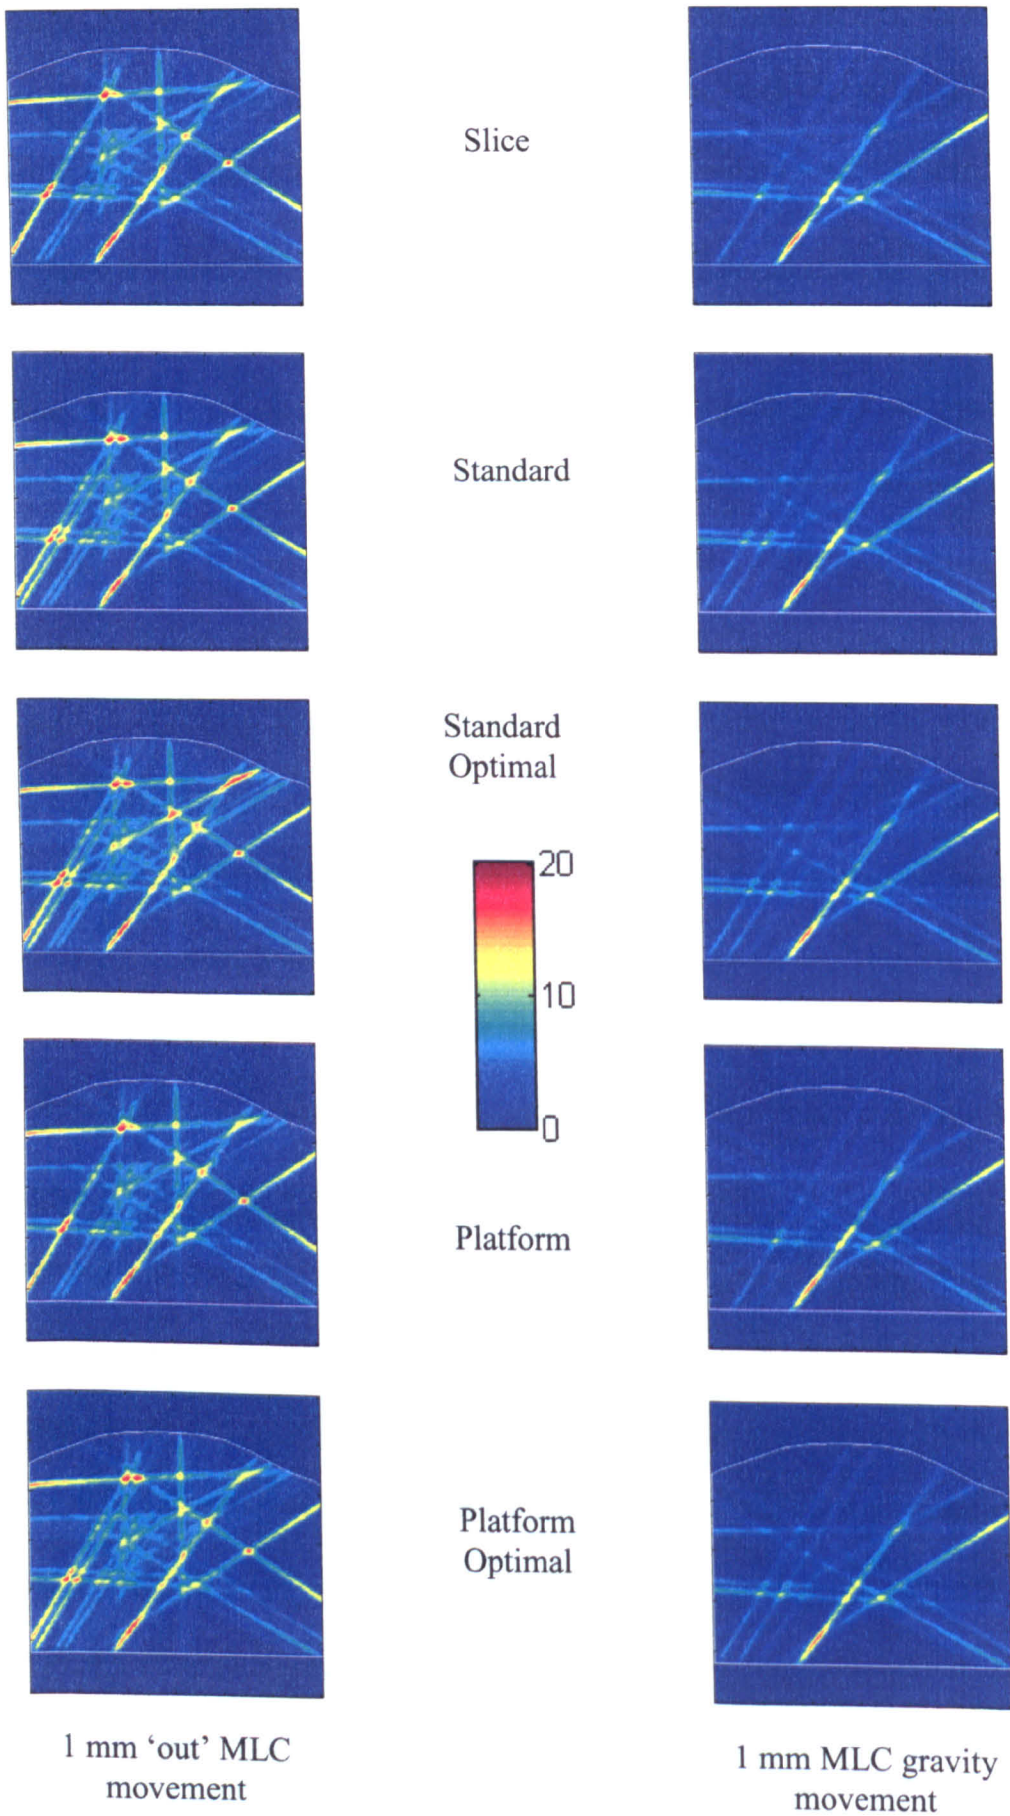 Slice
Standard
Standard
Optimal
20
10
0
Platform
Platform
Optimal
1 mm ‘out’ MLC
movement
1 mm MLC gravity
movement